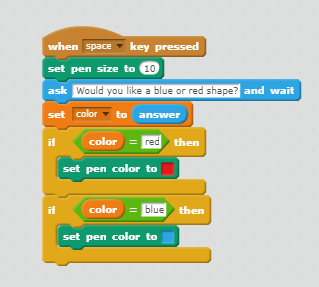 when space key pressed
set pen size to 10
ask Would you like a blue or red shape? and wait
set color to answer
if color = red then
set pen color to
if color = blue then
set pen color to